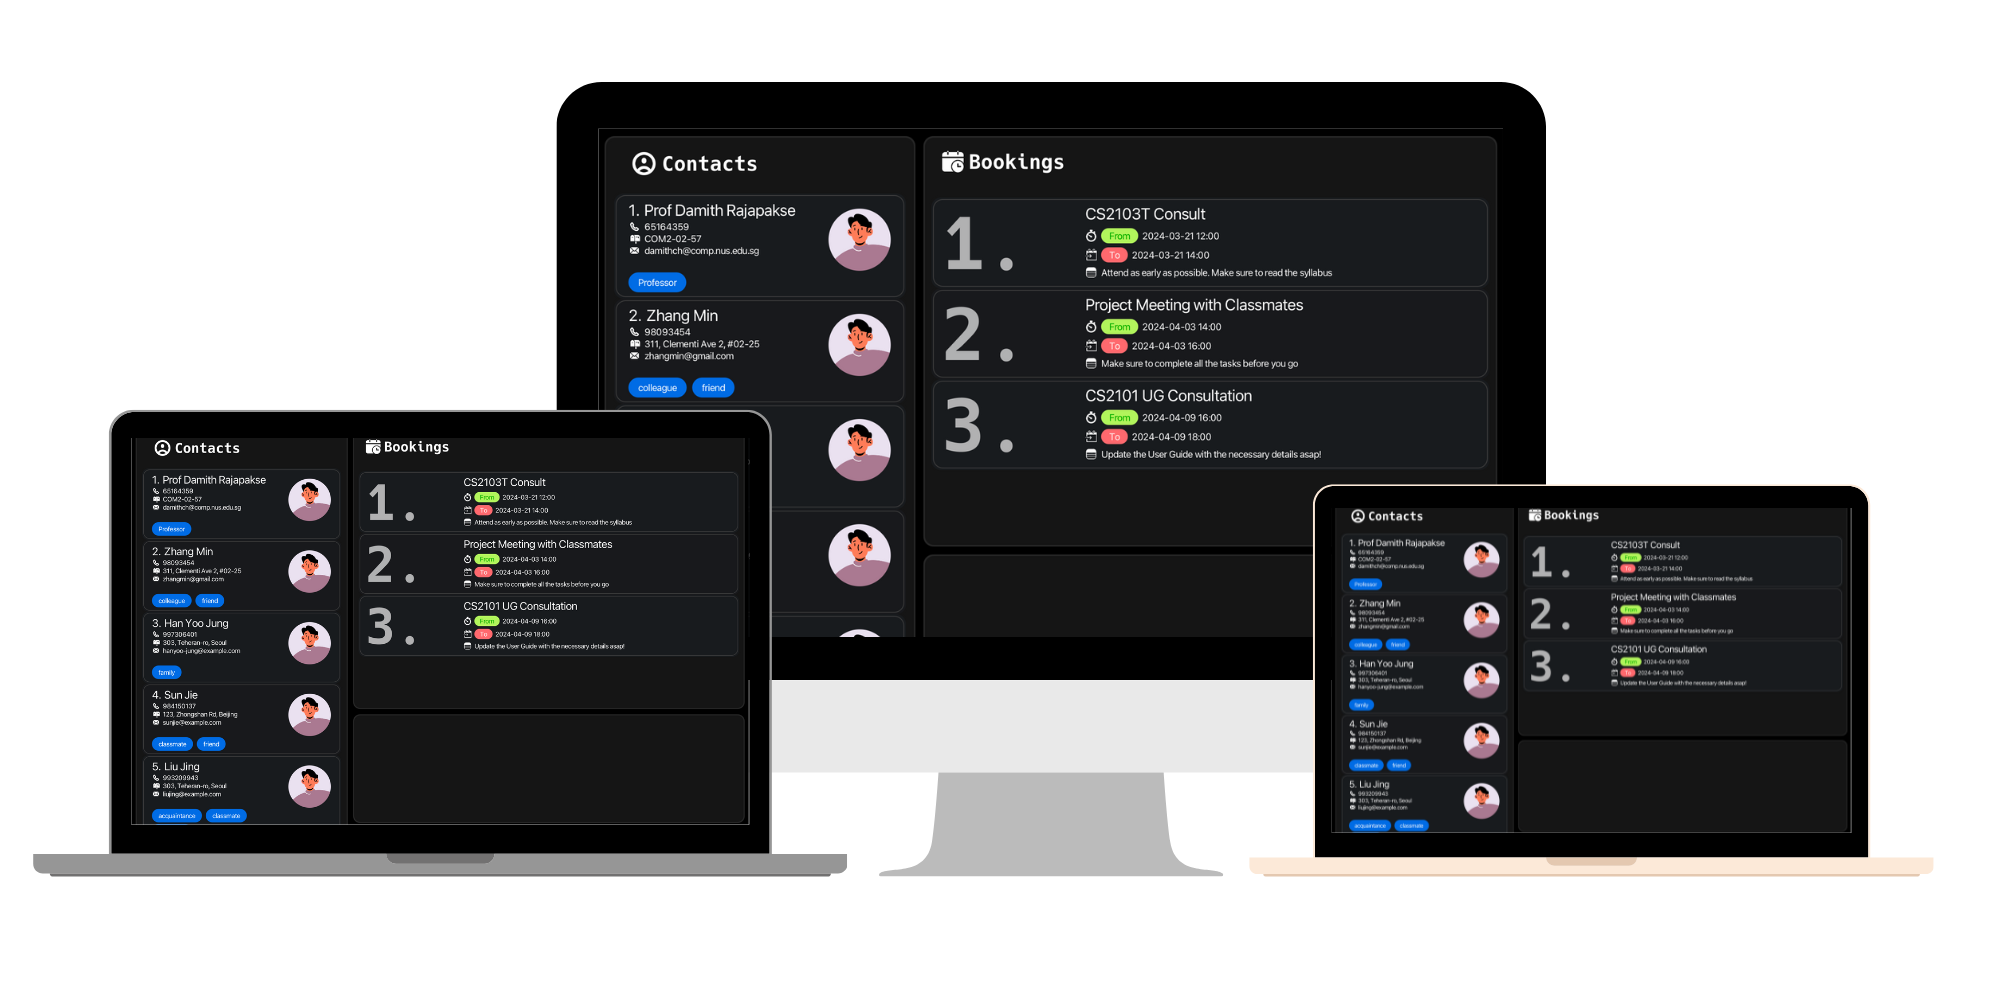 Contacts
1. Prof Damith Rajapakse
65164359
COM2-02-57
damithch@comp.nus.edu.sg
Professor
2. Zhang Min
98093454
311, Clementi Ave 2, #02-25
zhangmin@gmail.com
colleague friend
Bookings
1.
CS2103T Consult
From 2024-03-21 12:00
To 2024-03-21 14:00
Attend as early as possible. Make sure to read the syllabus
2.
Project Meeting with Classmates
From 2024-04-03 14:00
To 2024-04-03 16:00
Make sure to complete all the tasks before you go
3.
CS2101 UG Consultation
From 2024-04-09 16:00
To 2024-04-09 18:00
Update the User Guide with the necessary details asap!
Contacts
1. Prof Damith Rajapakse
65164359
COM2-02-57
damithch@comp.nus.edu.sg
Professor
2. Zhang Min
98093454
311, Clementi Ave 2, #02-25
zhangmin@gmail.com
colleague friend
3. Han Yoo Jung
997306401
303, Teheran-ro, Seoul
hanyoo-jung@example.com
family
4. Sun Jie
984150137
123, Zhongshan Rd, Beijing
sunjie@example.com
classmate friend
5. Liu Jing
993209943
303, Teheran-ro, Seoul
liujing@example.com
acquaintance classmate
Bookings
1.
CS2103T Consult
From 2024-03-21 12:00
To 2024-03-21 14:00
Attend as early as possible. Make sure to read the syllabus
2.
Project Meeting with Classmates
From 2024-04-03 14:00
To 2024-04-03 16:00
Make sure to complete all the tasks before you go
3.
CS2101 UG Consultation
From 2024-04-09 16:00
To 2024-04-09 18:00
Update the User Guide with the necessary details asap!
Contacts
1. Prof Damith Rajapakse
65164359
COM2-02-57
damithch@comp.nus.edu.sg
Professor
2. Zhang Min
98093454
311, Clementi Ave 2, #02-25
zhangmin@gmail.com
colleague friend
3. Han Yoo Jung
997306401
303, Teheran-ro, Seoul
hanyoo-jung@example.com
family
4. Sun Jie
984150137
123, Zhongshan Rd, Beijing
sunjie@example.com
classmate friend
5. Liu Jing
993209943
303, Teheran-ro, Seoul
liujing@example.com
acquaintance classmate
Bookings
1.
CS2103T Consult
From 2024-03-21 12:00
To 2024-03-21 14:00
Attend as early as possible. Make sure to read the syllabus
2.
Project Meeting with Classmates
From 2024-04-03 14:00
To 2024-04-03 16:00
Make sure to complete all the tasks before you go
3.
CS2101 UG Consultation
From 2024-04-09 16:00
To 2024-04-09 18:00
Update the User Guide with the necessary details asap!